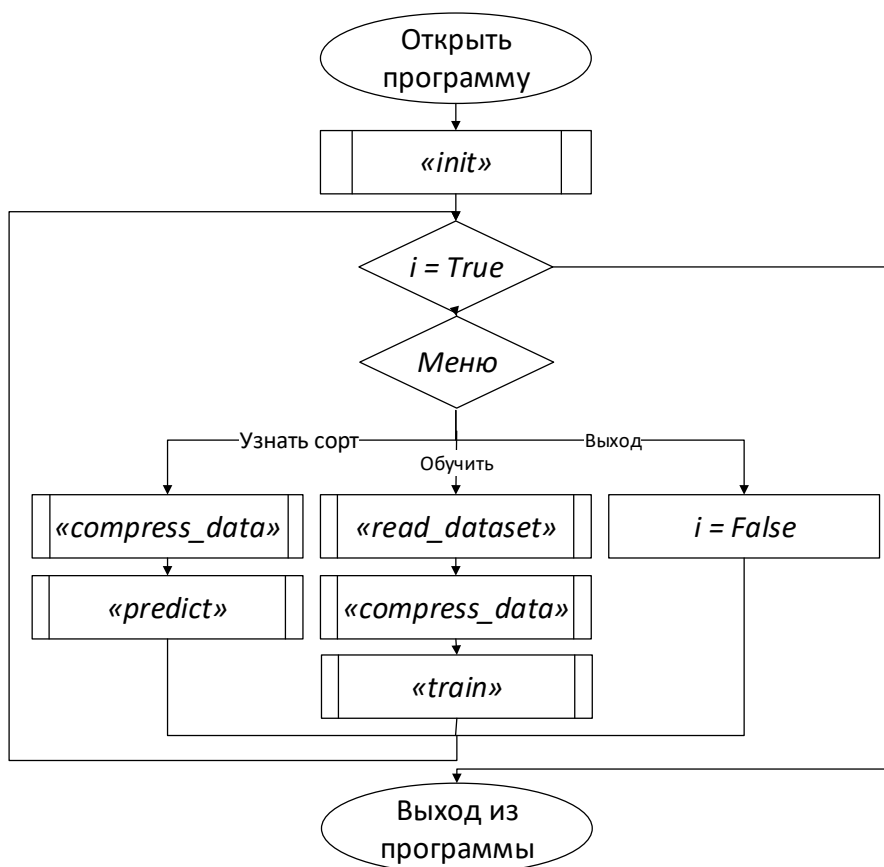 Открыть
программу
«init»
i = True
Меню
Узнать сорт
Обучить
Выход
«compress_data»
«read_dataset»
i = False
«predict»
«compress_data»
«train»
Выход из
программы